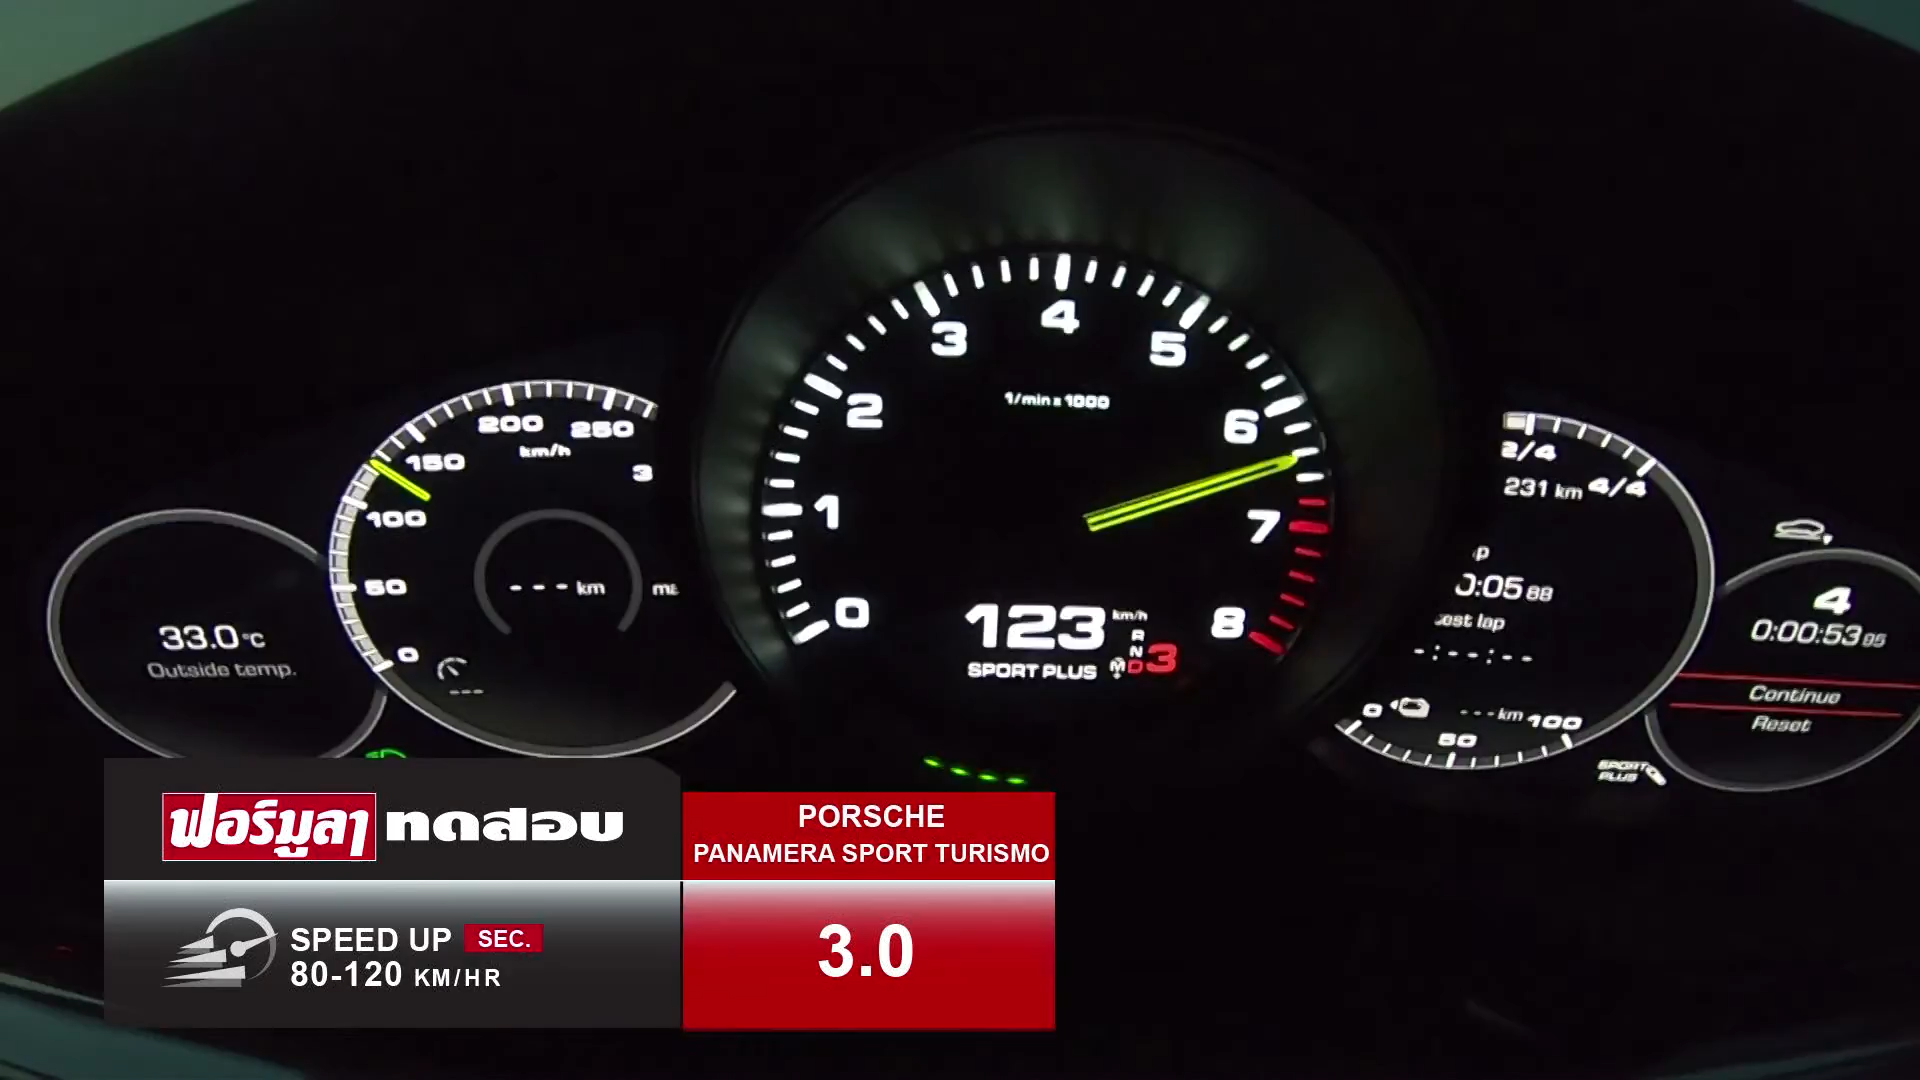 3
4
5
2
6
1/min x 1000
1
7
0
8
123 km/h
R
N
M D 3
SPORT PLUS
200
250
km/h
150
3
100
50
- - - km
0
---
33.0 °C
Outside temp.
2/4
231 km 4/4
0:05 88
lap
- : - - : - -
0
- - - km 100
50
SPORT PLUS
4
0:00:53 95
Continue
Reset
ฟอร์มูลา ทดสอบ
PORSCHE
PANAMERA SPORT TURISMO
SPEED UP SEC.
80-120 KM/HR
3.0